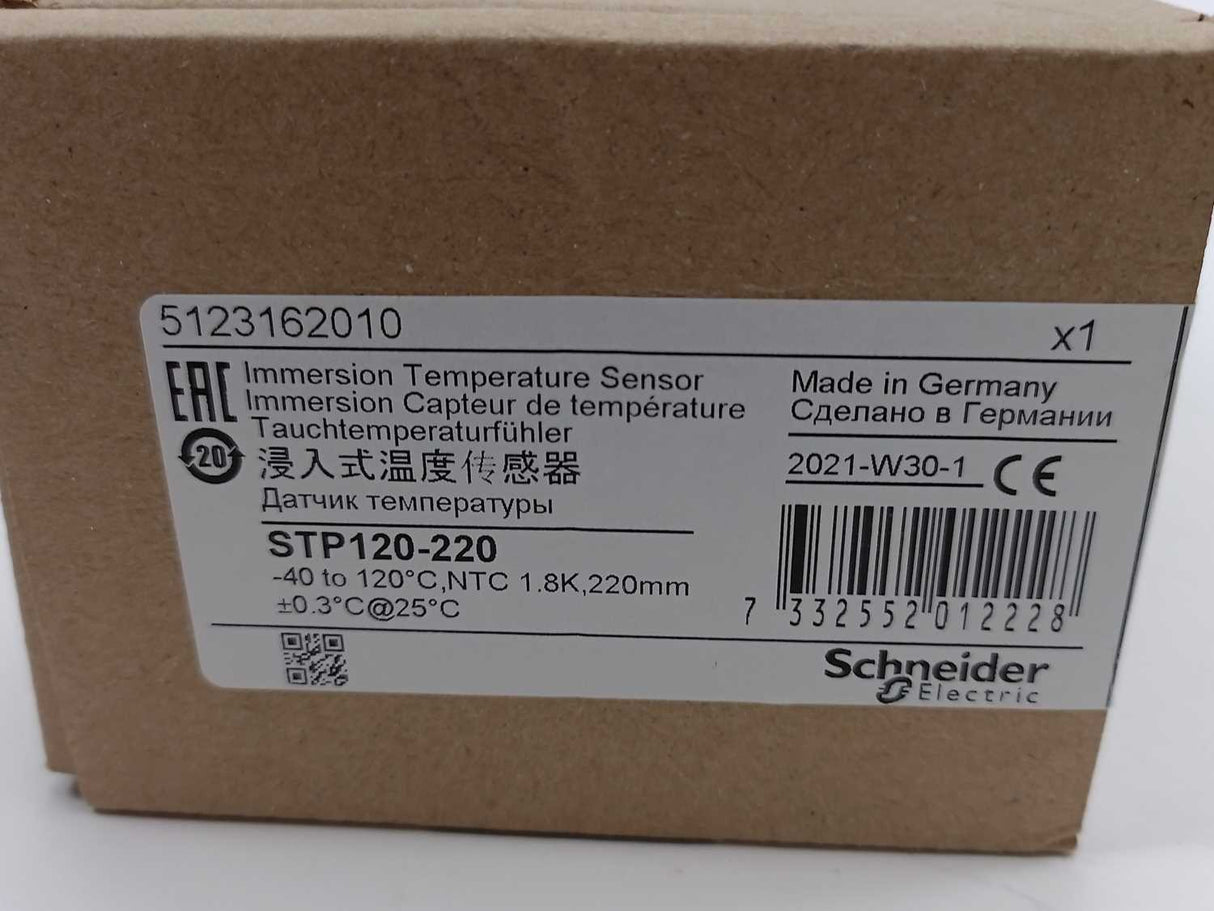 5123162010
x1
EAC
Immersion Temperature Sensor
Immersion Capteur de température
Tauchtemperaturfühler
20
浸入式温度传感器
Датчик температуры
Made in Germany
Сделано в Германии
2021-W30-1
CE
STP120-220
-40 to 120°C,NTC 1.8K,220mm
±0.3°C@25°C
7 332552 012228
Schneider
Electric